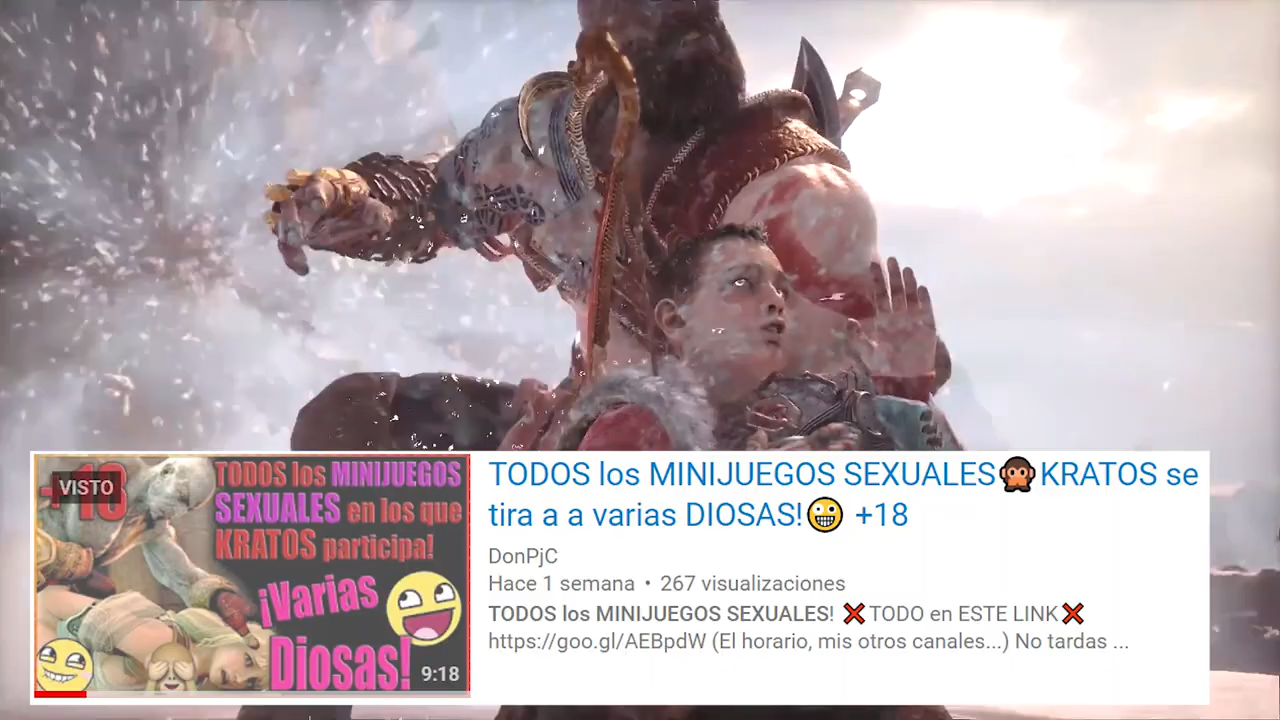 +18
VISTO
TODOS los MINIJUEGOS
SEXUALES en los que
KRATOS participa!
¡Varias
Diosas!
9:18
TODOS los MINIJUEGOS SEXUALES🙊KRATOS se
tira a a varias DIOSAS!😀 +18
DonPjC
Hace 1 semana • 267 visualizaciones
TODOS los MINIJUEGOS SEXUALES! ❌TODO en ESTE LINK❌
https://goo.gl/AEBpdW (El horario, mis otros canales...) No tardas ...